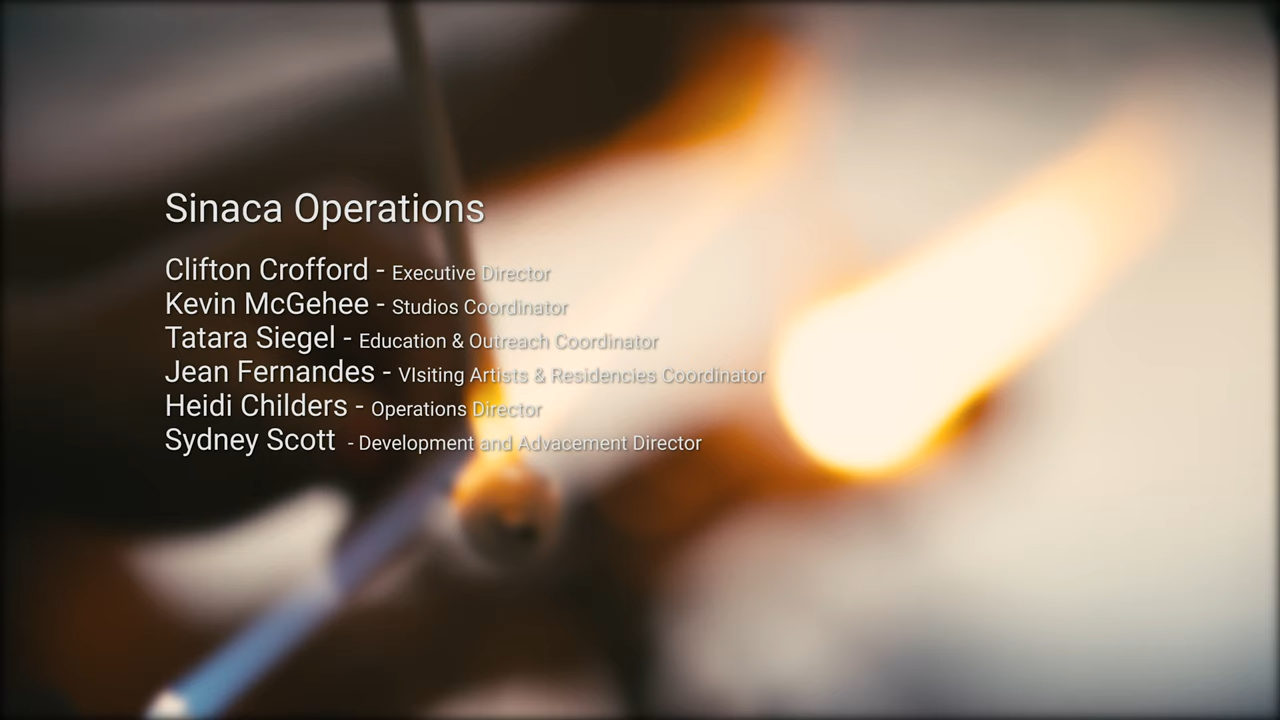 Sinaca Operations
Clifton Crofford - Executive Director
Kevin McGehee - Studios Coordinator
Tatara Siegel - Education & Outreach Coordinator
Jean Fernandes - VIsiting Artists & Residencies Coordinator
Heidi Childers - Operations Director
Sydney Scott - Development and Advacement Director